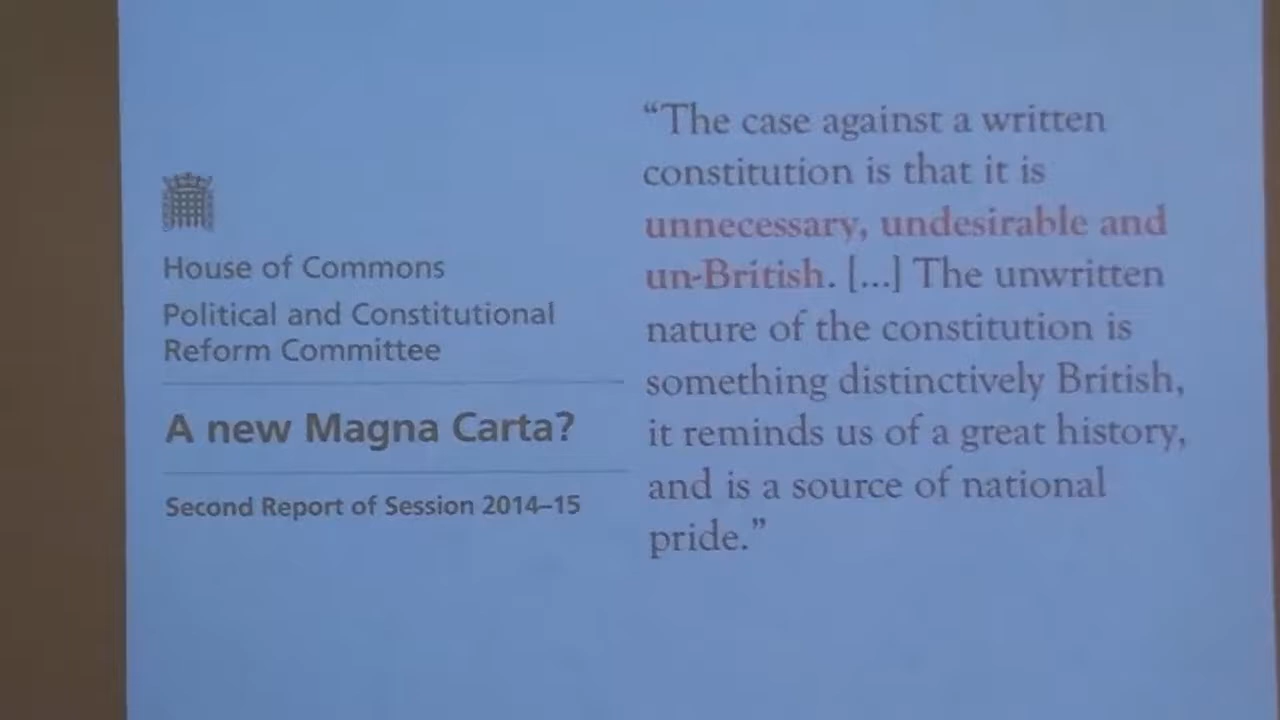 House of Commons
Political and Constitutional
Reform Committee
A new Magna Carta?
Second Report of Session 2014–15
“The case against a written
constitution is that it is
unnecessary, undesirable and
un-British. [...] The unwritten
nature of the constitution is
something distinctively British,
it reminds us of a great history,
and is a source of national
pride.”